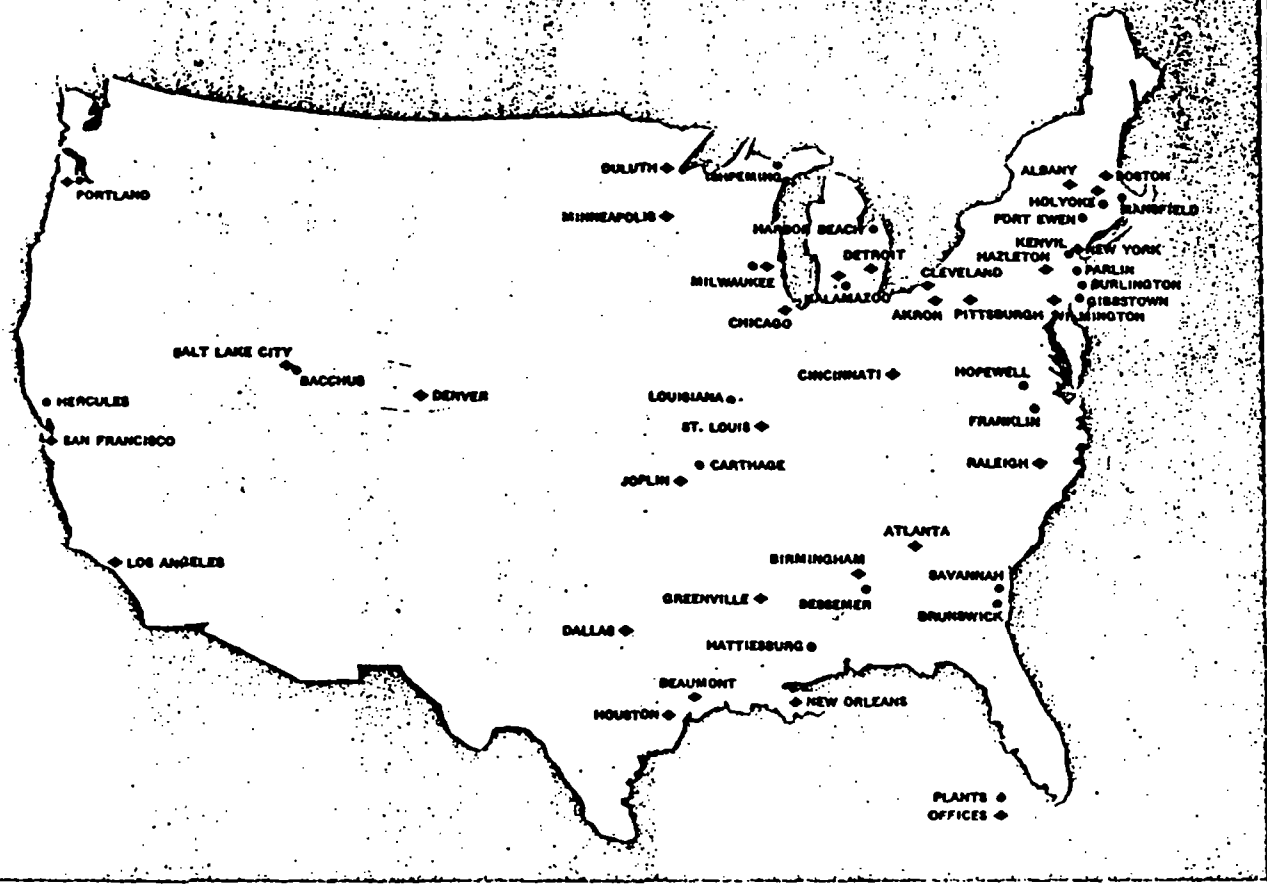 DULUTH
ISHPEMING
ALBANY
BOSTON
PORTLAND
HOLYOKE
MANSFIELD
MINNEAPOLIS
PORT EWEN
HARBOR BEACH
KENVIL
NEW YORK
DETROIT
HAZLETON
CLEVELAND
PARLIN
MILWAUKEE
BURLINGTON
KALAMAZOO
GIBBSTOWN
AKRON
PITTSBURGH
WILMINGTON
CHICAGO
SALT LAKE CITY
BACCHUS
CINCINNATI
HOPEWELL
DENVER
LOUISIANA
HERCULES
FRANKLIN
ST. LOUIS
SAN FRANCISCO
CARTHAGE
RALEIGH
JOPLIN
ATLANTA
LOS ANGELES
BIRMINGHAM
SAVANNAH
GREENVILLE
BESSEMER
BRUNSWICK
DALLAS
HATTIESBURG
BEAUMONT
NEW ORLEANS
HOUSTON
PLANTS
OFFICES